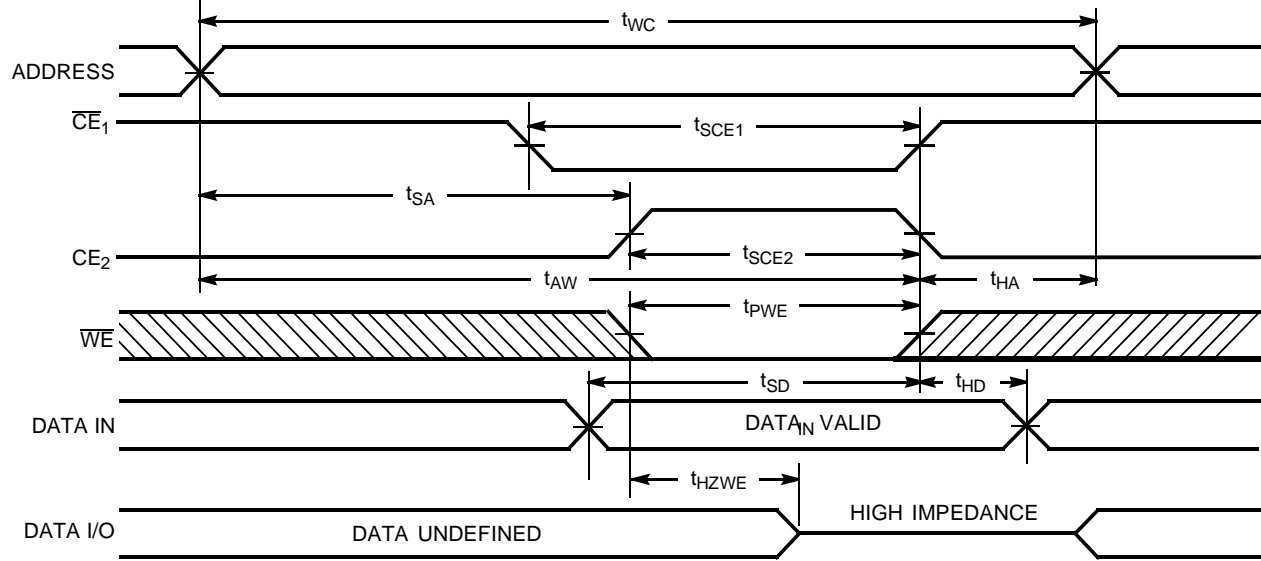 tWC
ADDRESS
CE1
tSCE1
tSA
CE2
tSCE2
tAW
tHA
tPWE
WE
tSD
tHD
DATA IN
DATAIN VALID
tHZWE
DATA I/O
DATA UNDEFINED
HIGH IMPEDANCE